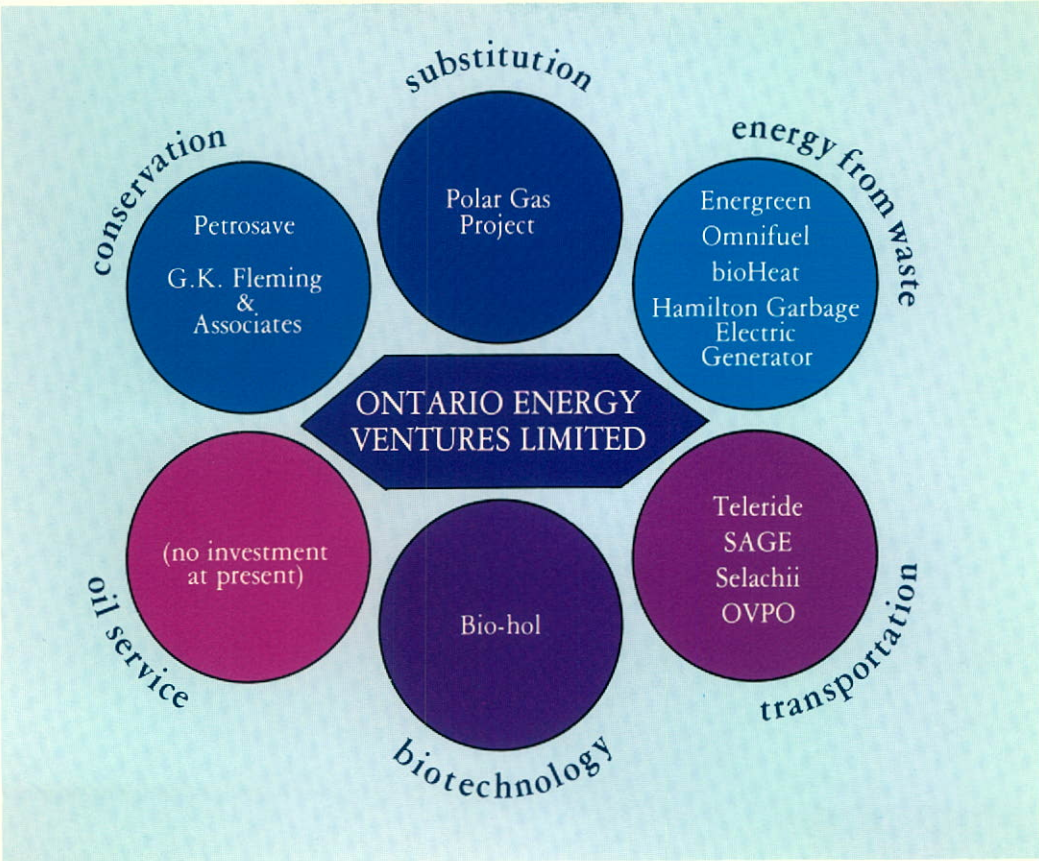 substitution
Polar Gas
Project
conservation
Petrosave
G.K. Fleming
&
Associates
energy from waste
Energreen
Omnifuel
bioHeat
Hamilton Garbage
Electric
Generator
ONTARIO ENERGY
VENTURES LIMITED
oil service
(no investment
at present)
biotechnology
Bio-hol
transportation
Teleride
SAGE
Selachii
OVPO